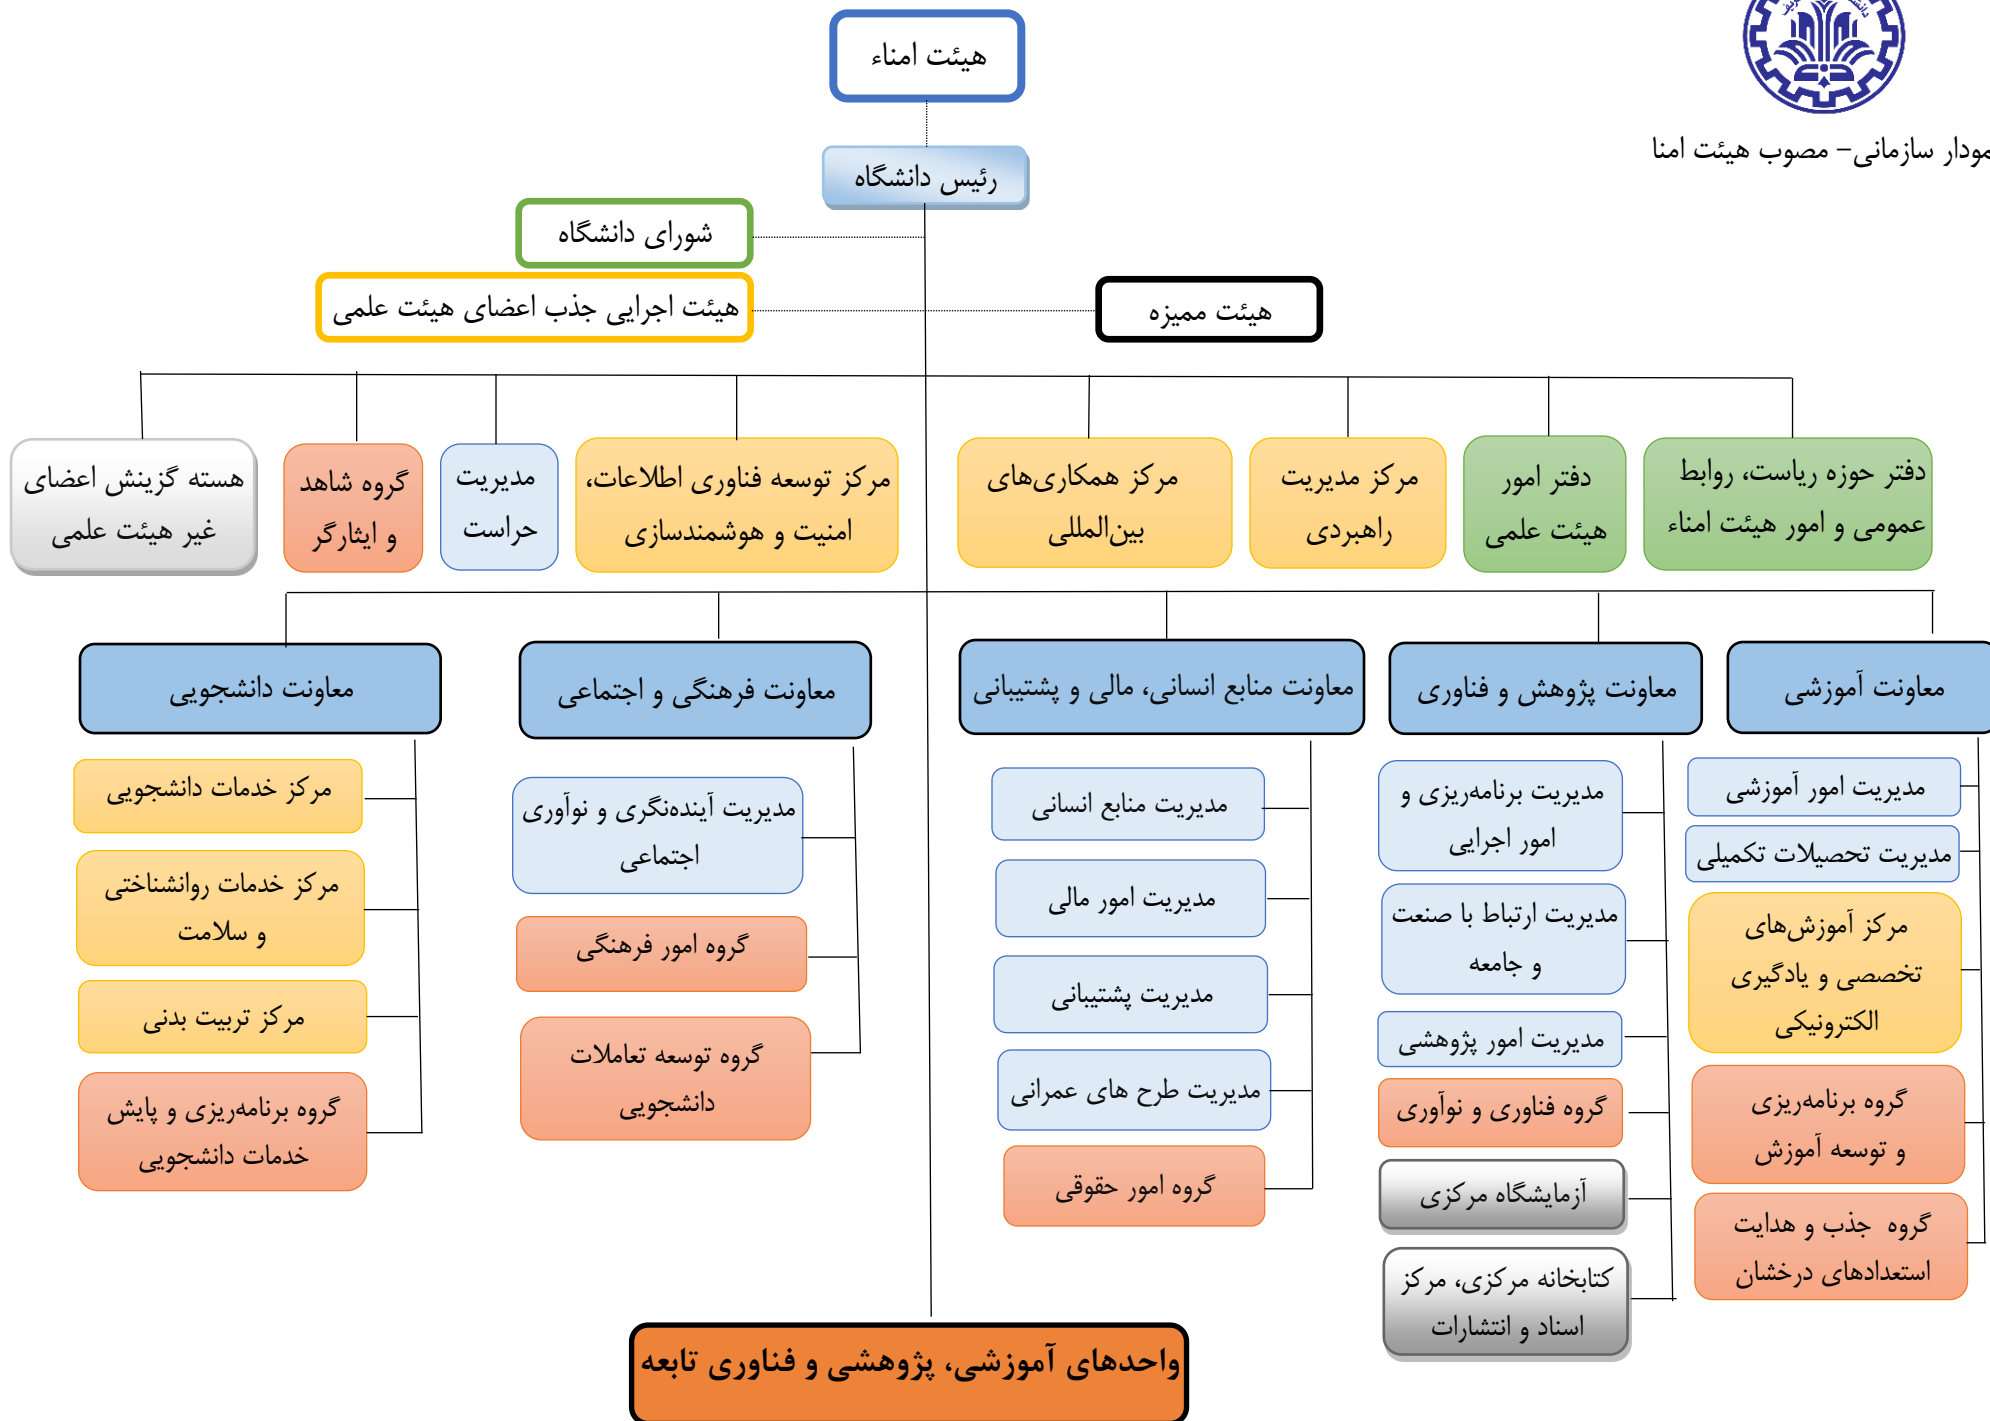 هیئت امناء
مودار سازمانی- مصوب هیئت امنا
رئیس دانشگاه
شورای دانشگاه
هیئت ممیزه
هیئت اجرایی جذب اعضای هیئت علمی
دفتر حوزه ریاست، روابط
عمومی و امور هیئت امناء
دفتر امور
هیئت علمی
مرکز مدیریت
راهبردی
مرکز همکاری‌های
بین‌المللی
مرکز توسعه فناوری اطلاعات،
امنیت و هوشمندسازی
مدیریت
حراست
گروه شاهد
و ایثارگر
هسته گزینش اعضای
غیر هیئت علمی
معاونت آموزشی
مدیریت امور آموزشی
مدیریت تحصیلات تکمیلی
مرکز آموزش‌های
تخصصی و یادگیری
الکترونیکی
گروه برنامه‌ریزی
و توسعه آموزش
گروه جذب و هدایت
استعدادهای درخشان
معاونت پژوهش و فناوری
مدیریت برنامه‌ریزی و
امور اجرایی
مدیریت ارتباط با صنعت
و جامعه
مدیریت امور پژوهشی
گروه فناوری و نوآوری
آزمایشگاه مرکزی
کتابخانه مرکزی، مرکز
اسناد و انتشارات
معاونت منابع انسانی، مالی و پشتیبانی
مدیریت منابع انسانی
مدیریت امور مالی
مدیریت پشتیبانی
مدیریت طرح های عمرانی
گروه امور حقوقی
معاونت فرهنگی و اجتماعی
مدیریت آینده‌نگری و نوآوری
اجتماعی
گروه امور فرهنگی
گروه توسعه تعاملات
دانشجویی
معاونت دانشجویی
مرکز خدمات دانشجویی
مرکز خدمات روانشناختی
و سلامت
مرکز تربیت بدنی
گروه برنامه‌ریزی و پایش
خدمات دانشجویی
واحدهای آموزشی، پژوهشی و فناوری تابعه